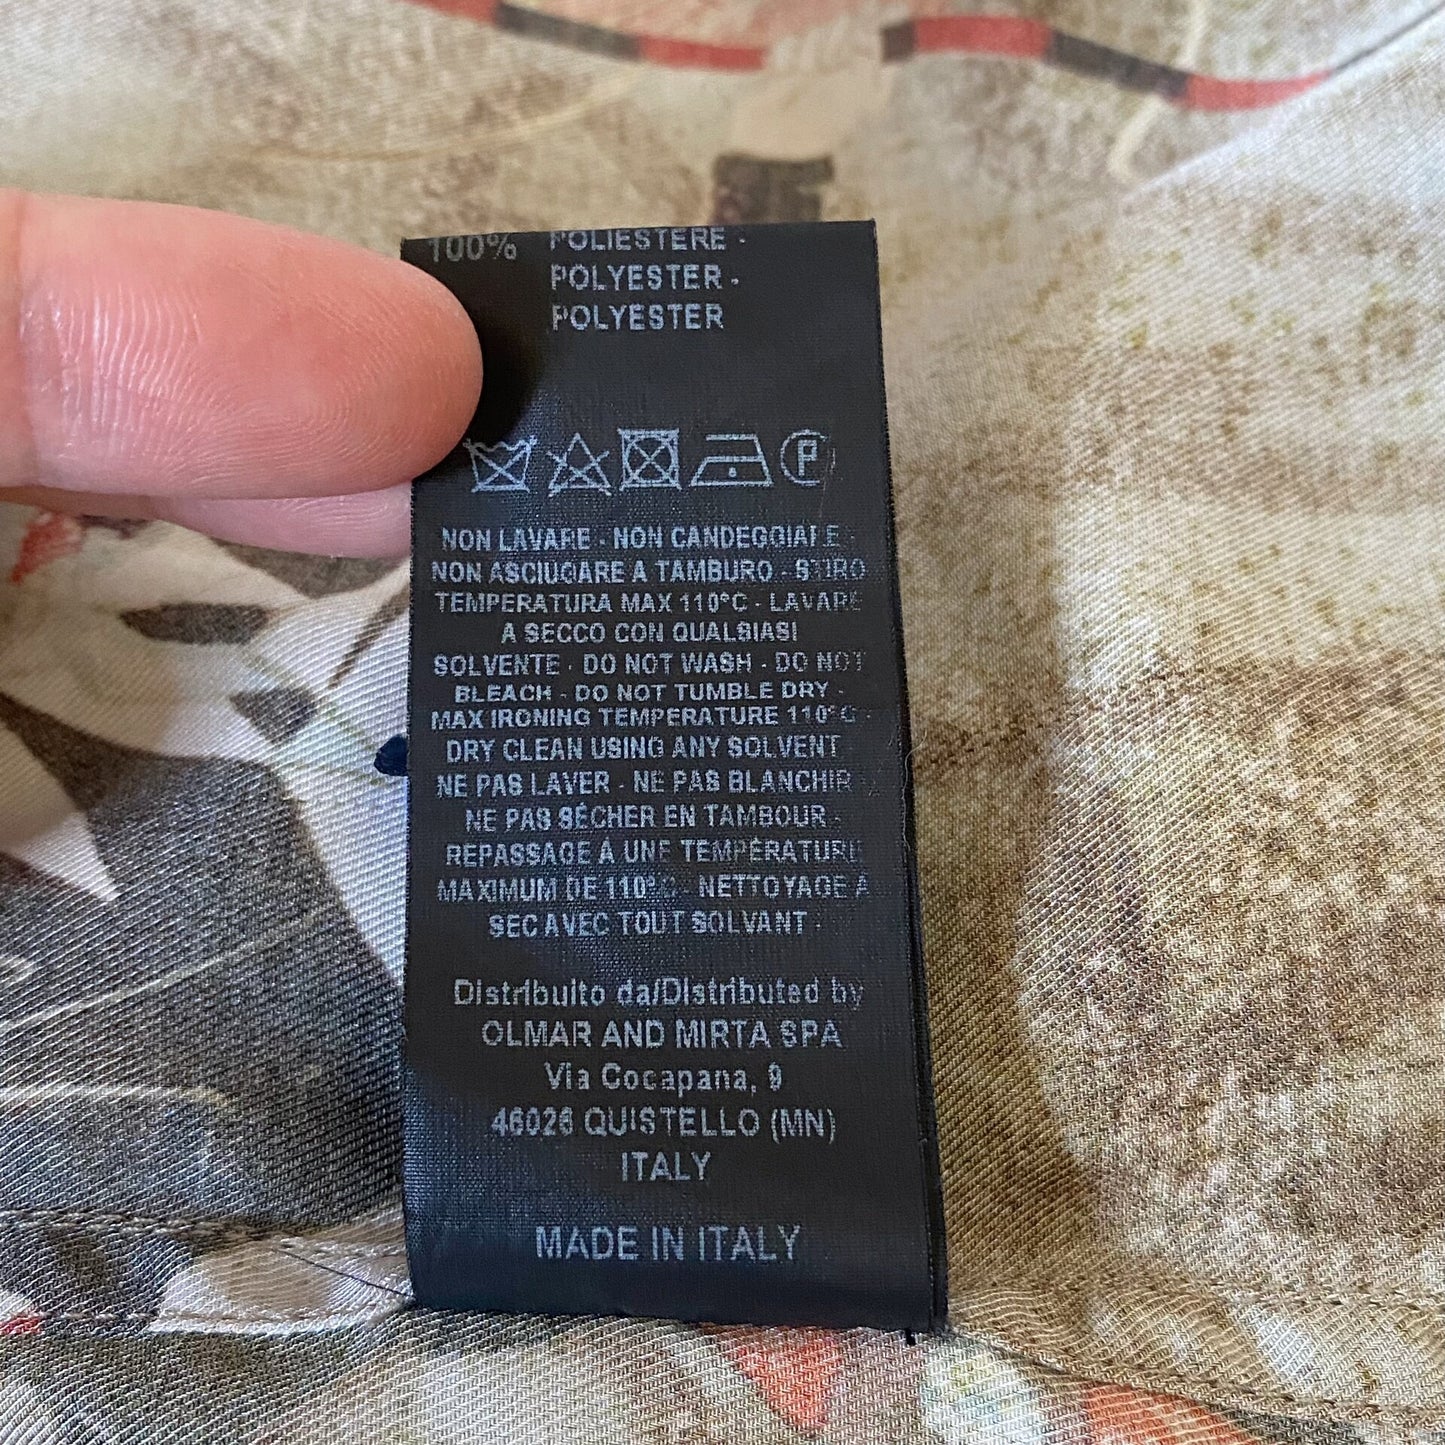 100% POLIESTERE -
POLYESTER -
POLYESTER
P
NON LAVARE - NON CANDEGGIARE -
NON ASCIUGARE A TAMBURO - STIRO
TEMPERATURA MAX 110°C - LAVARE
A SECCO CON QUALSIASI
SOLVENTE - DO NOT WASH - DO NOT
BLEACH - DO NOT TUMBLE DRY -
MAX IRONING TEMPERATURE 110°C -
DRY CLEAN USING ANY SOLVENT
NE PAS LAVER - NE PAS BLANCHIR
NE PAS SÉCHER EN TAMBOUR -
REPASSAGE À UNE TEMPÉRATURE
MAXIMUM DE 110°C - NETTOYAGE À
SEC AVEC TOUT SOLVANT -
Distribuito da/Distributed by
OLMAR AND MIRTA SPA
Via Cocapana, 9
46026 QUISTELLO (MN)
ITALY
MADE IN ITALY